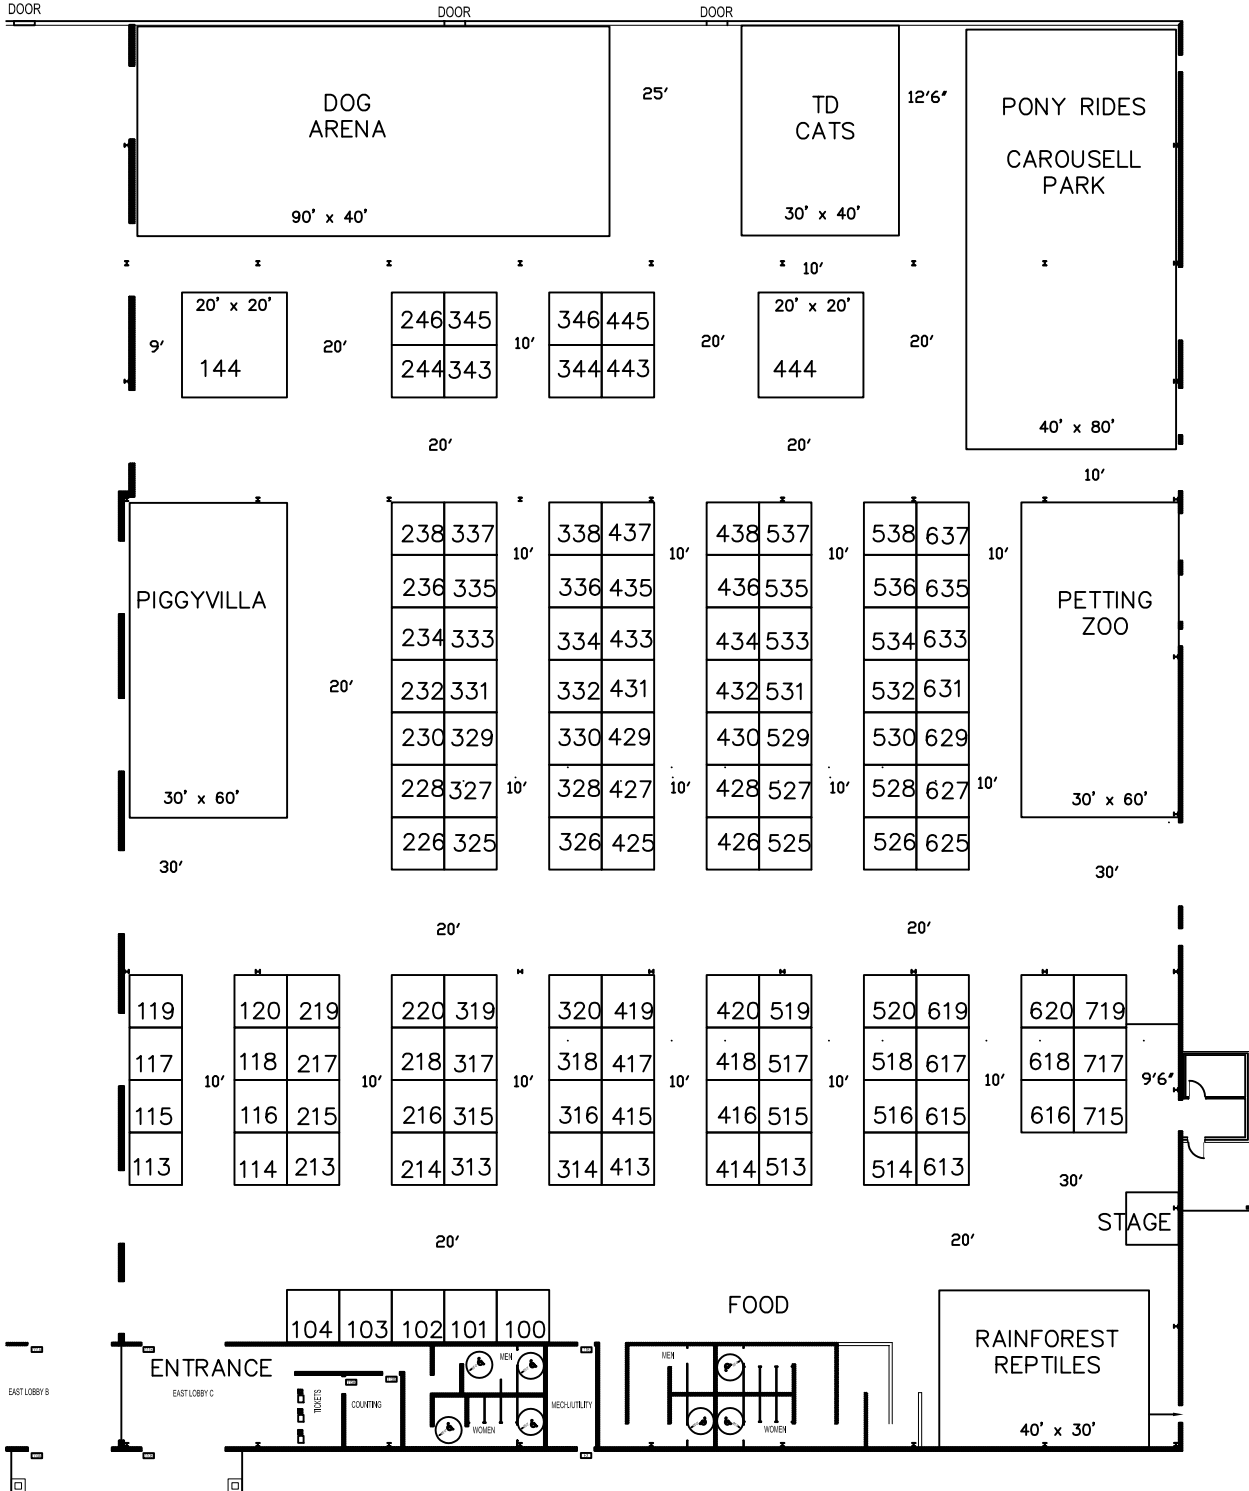 DOOR
DOOR
DOOR
DOG
ARENA
90' x 40'
25'
TD
CATS
30' x 40'
12'6"
PONY RIDES
CAROUSELL
PARK
40' x 80'
10'
9'
20' x 20'
144
20'
246 345
244 343
10'
346 445
344 443
20'
20' x 20'
444
20'
20'
20'
10'
PIGGYVILLA
30' x 60'
20'
238 337
236 335
234 333
232 331
230 329
228 327
226 325
10'
10'
338 437
336 435
334 433
332 431
330 429
328 427
326 425
10'
10'
438 537
436 535
434 533
432 531
430 529
428 527
426 525
10'
10'
538 637
536 635
534 633
532 631
530 629
528 627
526 625
10'
10'
PETTING
ZOO
30' x 60'
30'
30'
20'
20'
119
117
115
113
10'
120 219
118 217
116 215
114 213
10'
220 319
218 317
216 315
214 313
10'
320 419
318 417
316 415
314 413
10'
420 519
418 517
416 515
414 513
10'
520 619
518 617
516 615
514 613
10'
620 719
618 717
616 715
9'6"
30'
STAGE
20'
20'
104 103 102 101 100
FOOD
ENTRANCE
EAST LOBBY B
EAST LOBBY C
TICKETS
COUNTING
MEN
WOMEN
MECH./UTILITY
MEN
WOMEN
RAINFOREST
REPTILES
40' x 30'